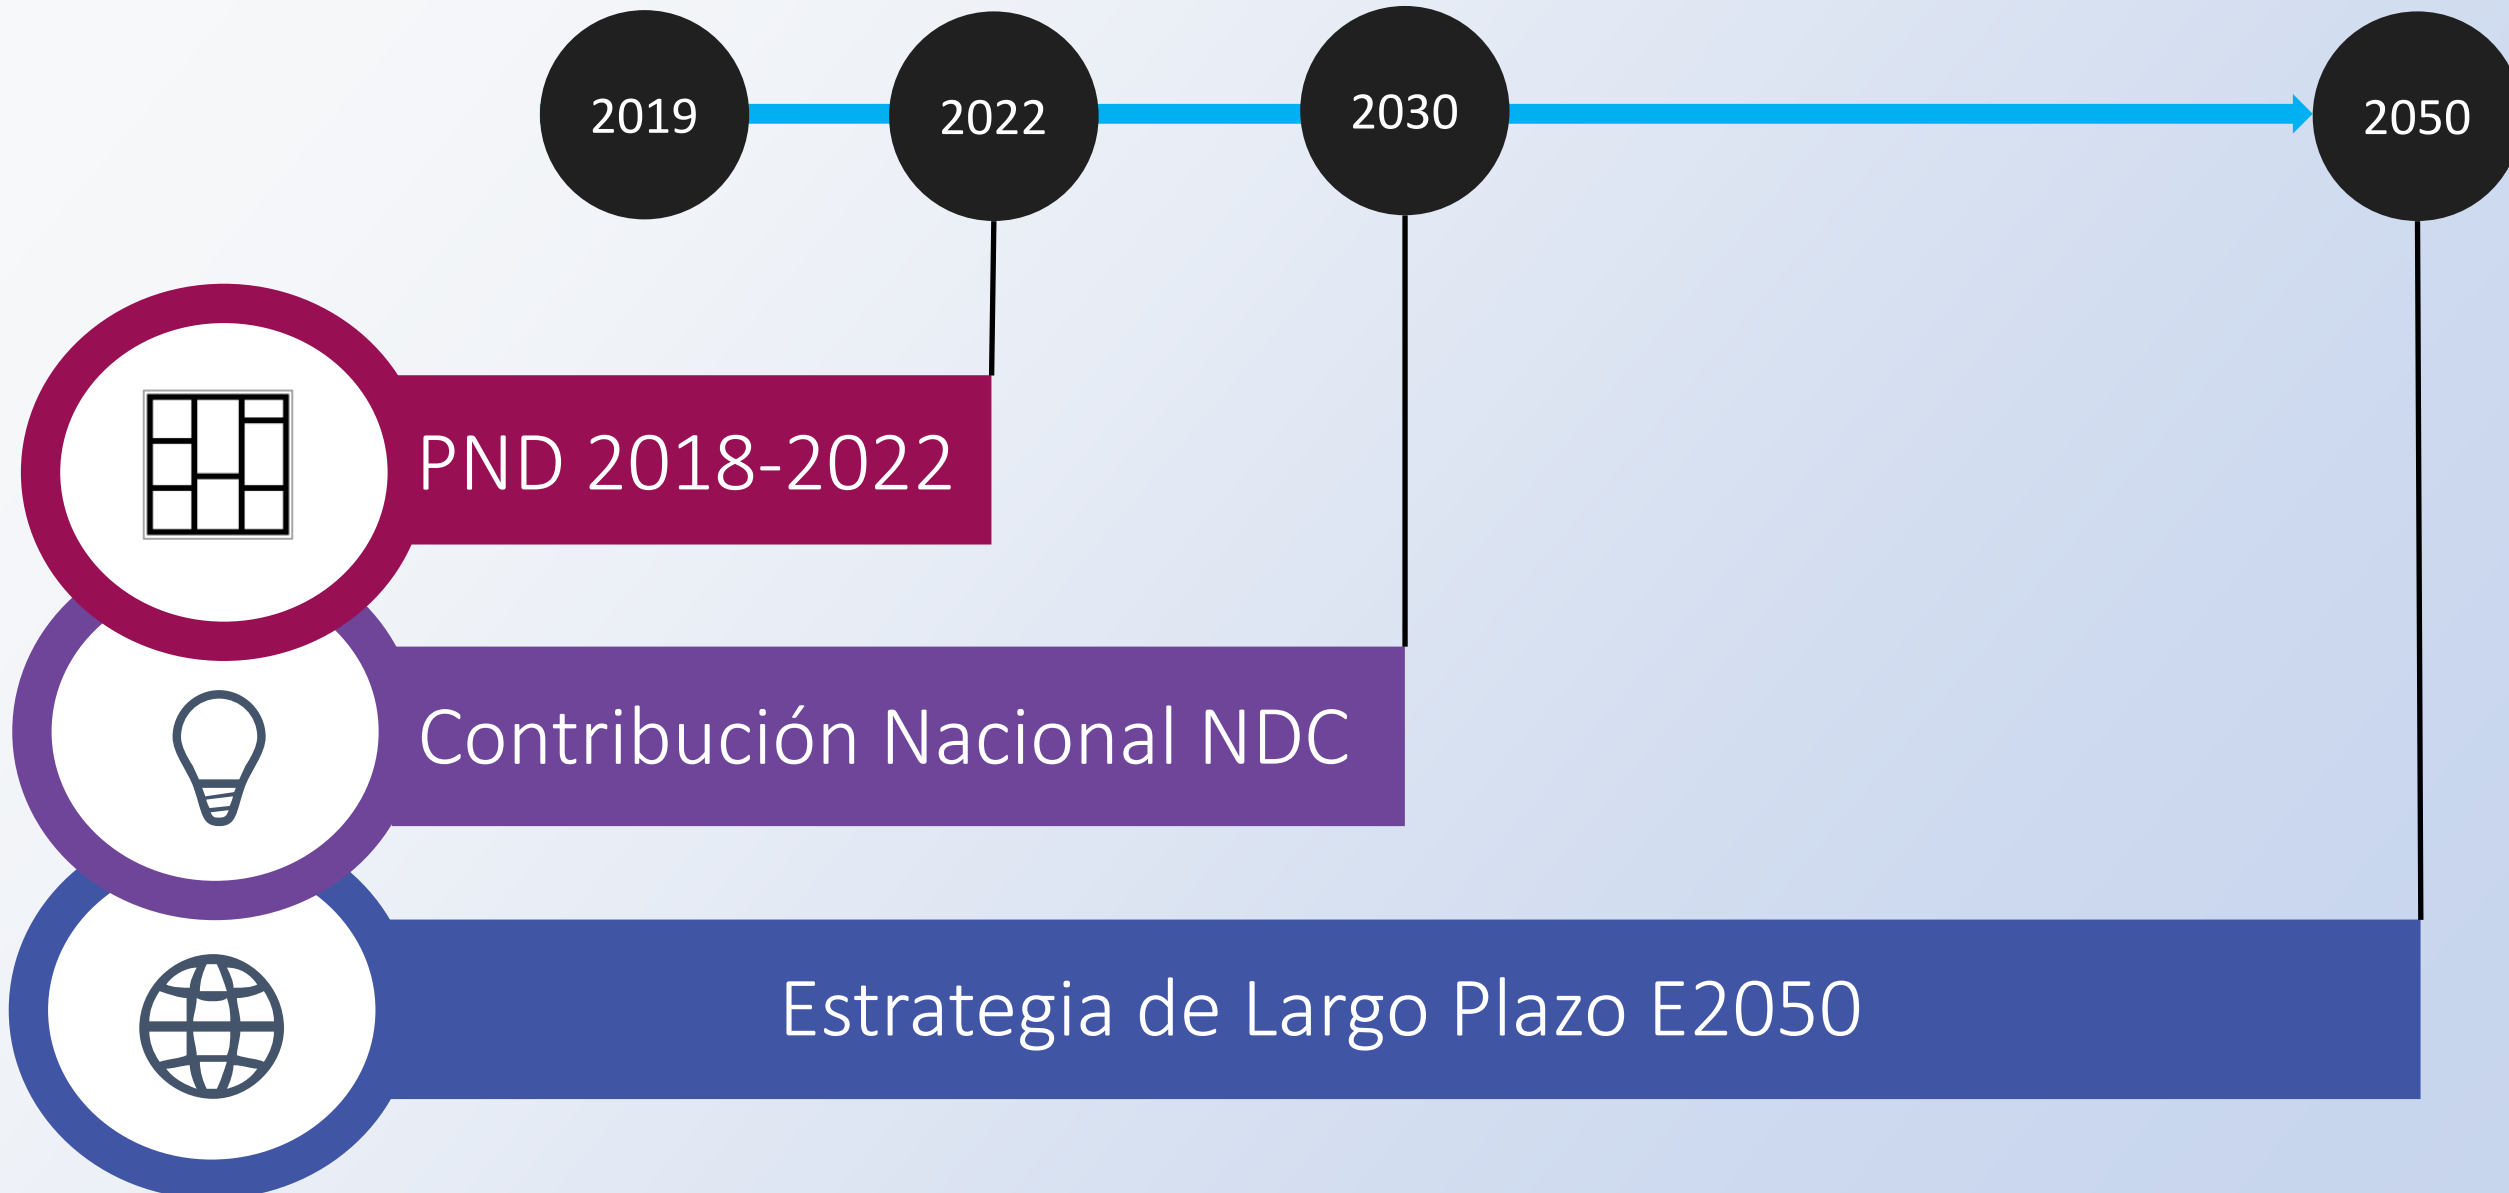 2019
2022
2030
2050
PND 2018-2022
Contribución Nacional NDC
Estrategia de Largo Plazo E2050